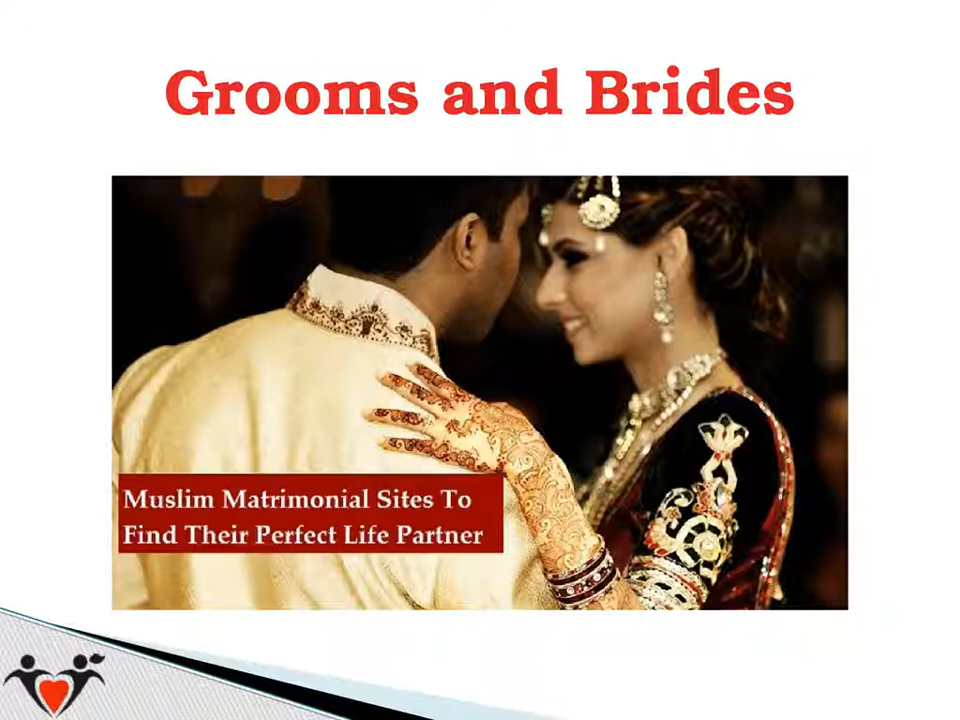 Grooms and Brides
Muslim Matrimonial Sites To
Find Their Perfect Life Partner